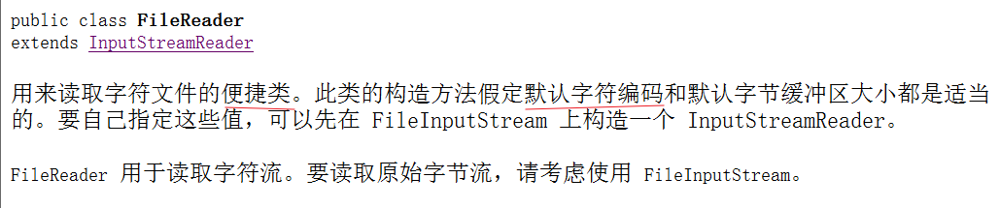 public class FileReader
extends InputStreamReader
用来读取字符文件的便捷类。此类的构造方法假定默认字符编码和默认字节缓冲区大小都是适当
的。要自己指定这些值，可以先在 FileInputStream 上构造一个 InputStreamReader。
FileReader 用于读取字符流。要读取原始字节流，请考虑使用 FileInputStream。